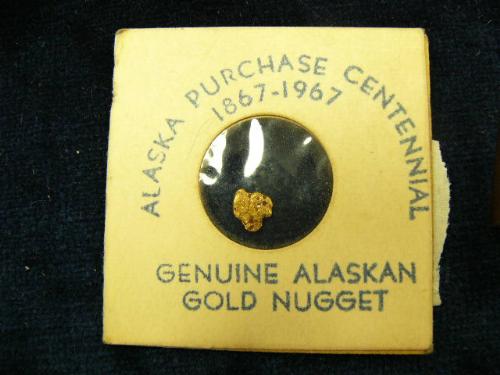 ALASKA PURCHASE CENTENNIAL
1867-1967
GENUINE ALASKAN
GOLD NUGGET